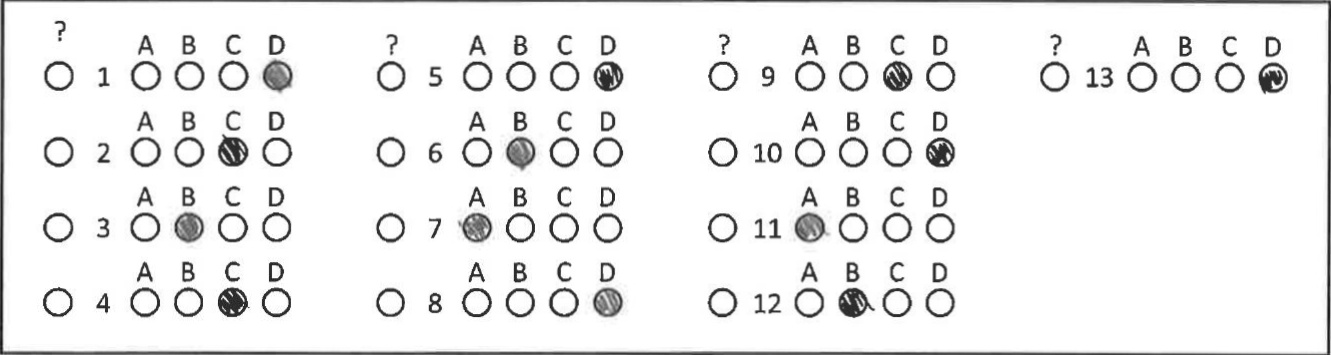 ? A B C D ? A B C D ? A B C D ? A B C D
1 5 9 13
A B C D A B C D A B C D
2 6 10
A B C D A B C D A B C D
3 7 11
A B C D A B C D A B C D
4 8 12